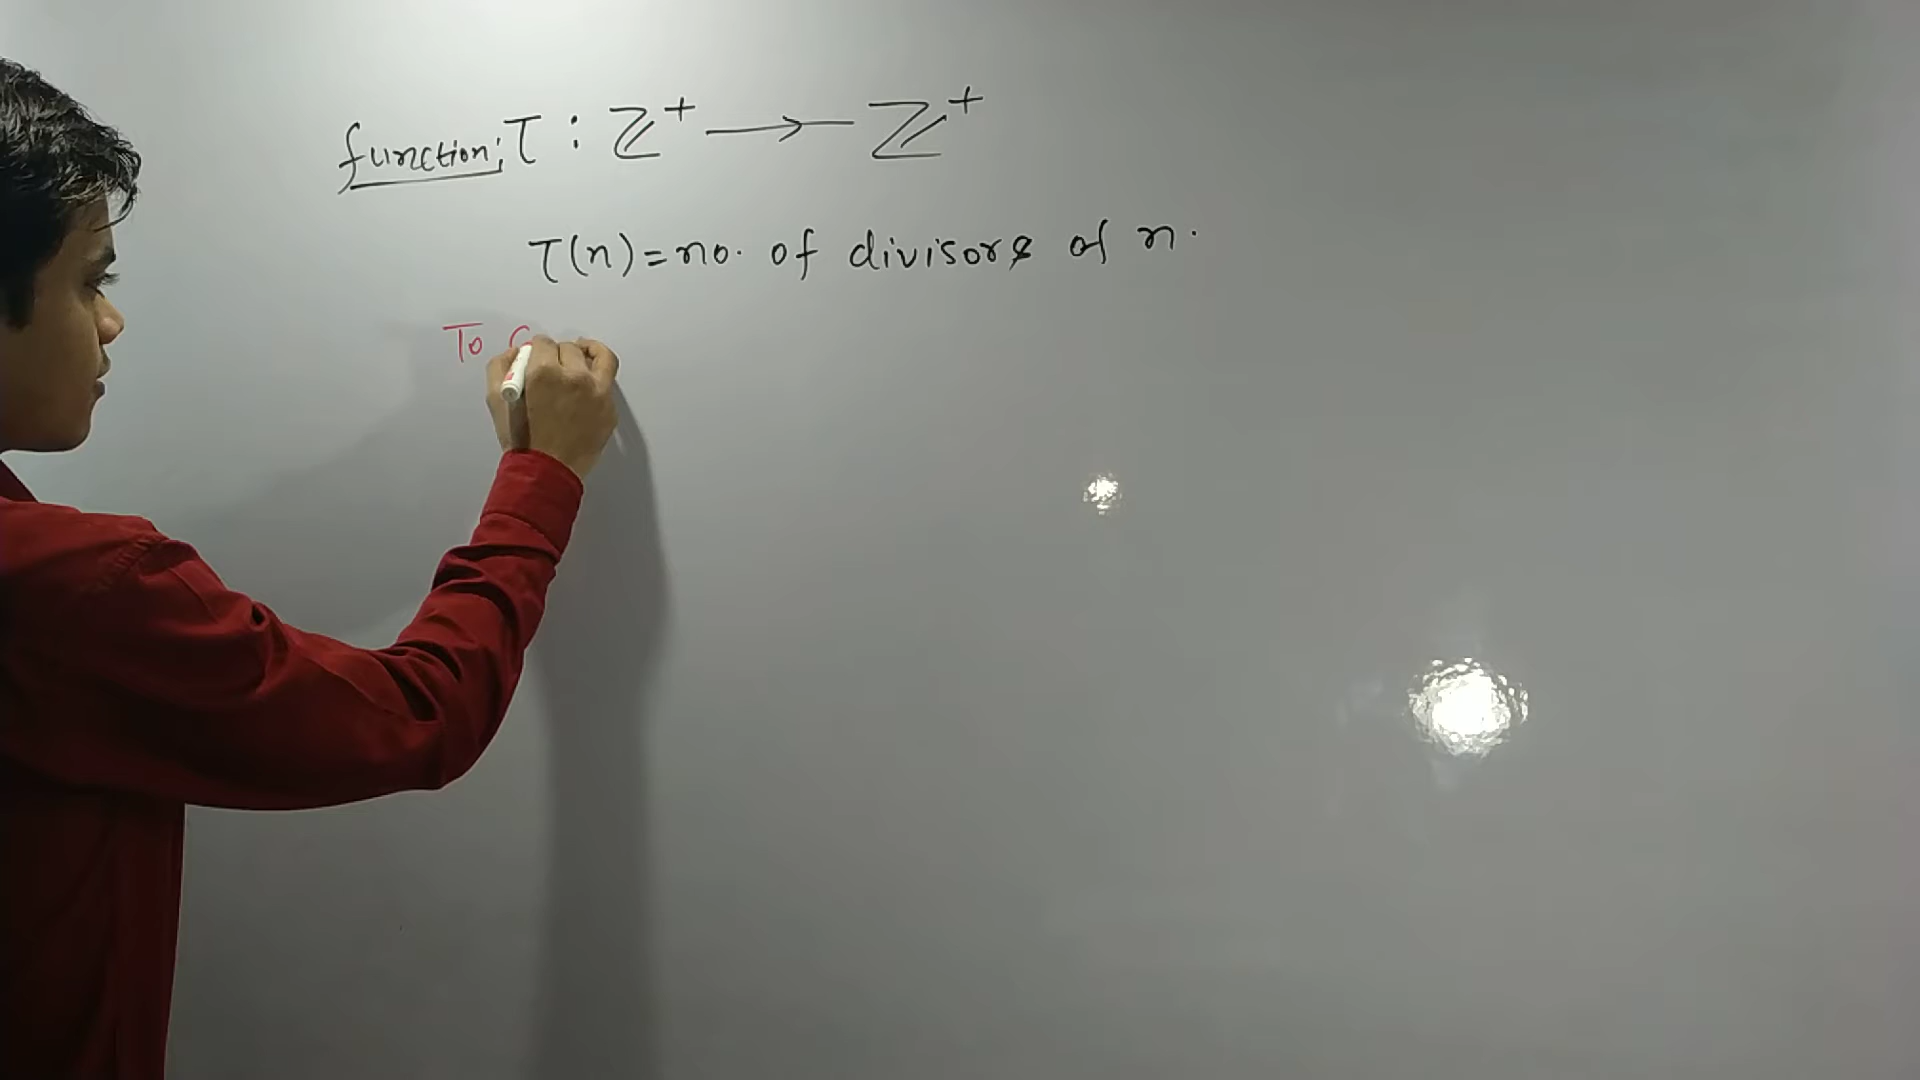 function: τ : ℤ⁺ → ℤ⁺
τ(n) = no. of divisors of n.
To